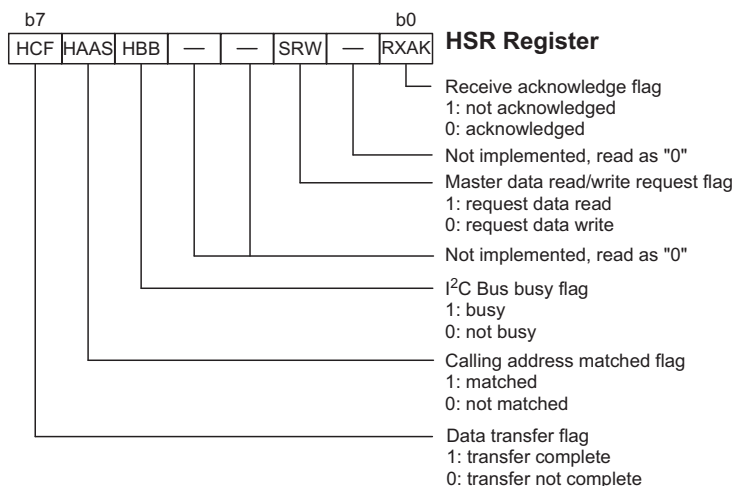 b7 b0
HCF HAAS HBB — — SRW — RXAK
HSR Register
Receive acknowledge flag
1: not acknowledged
0: acknowledged
Not implemented, read as "0"
Master data read/write request flag
1: request data read
0: request data write
Not implemented, read as "0"
I²C Bus busy flag
1: busy
0: not busy
Calling address matched flag
1: matched
0: not matched
Data transfer flag
1: transfer complete
0: transfer not complete